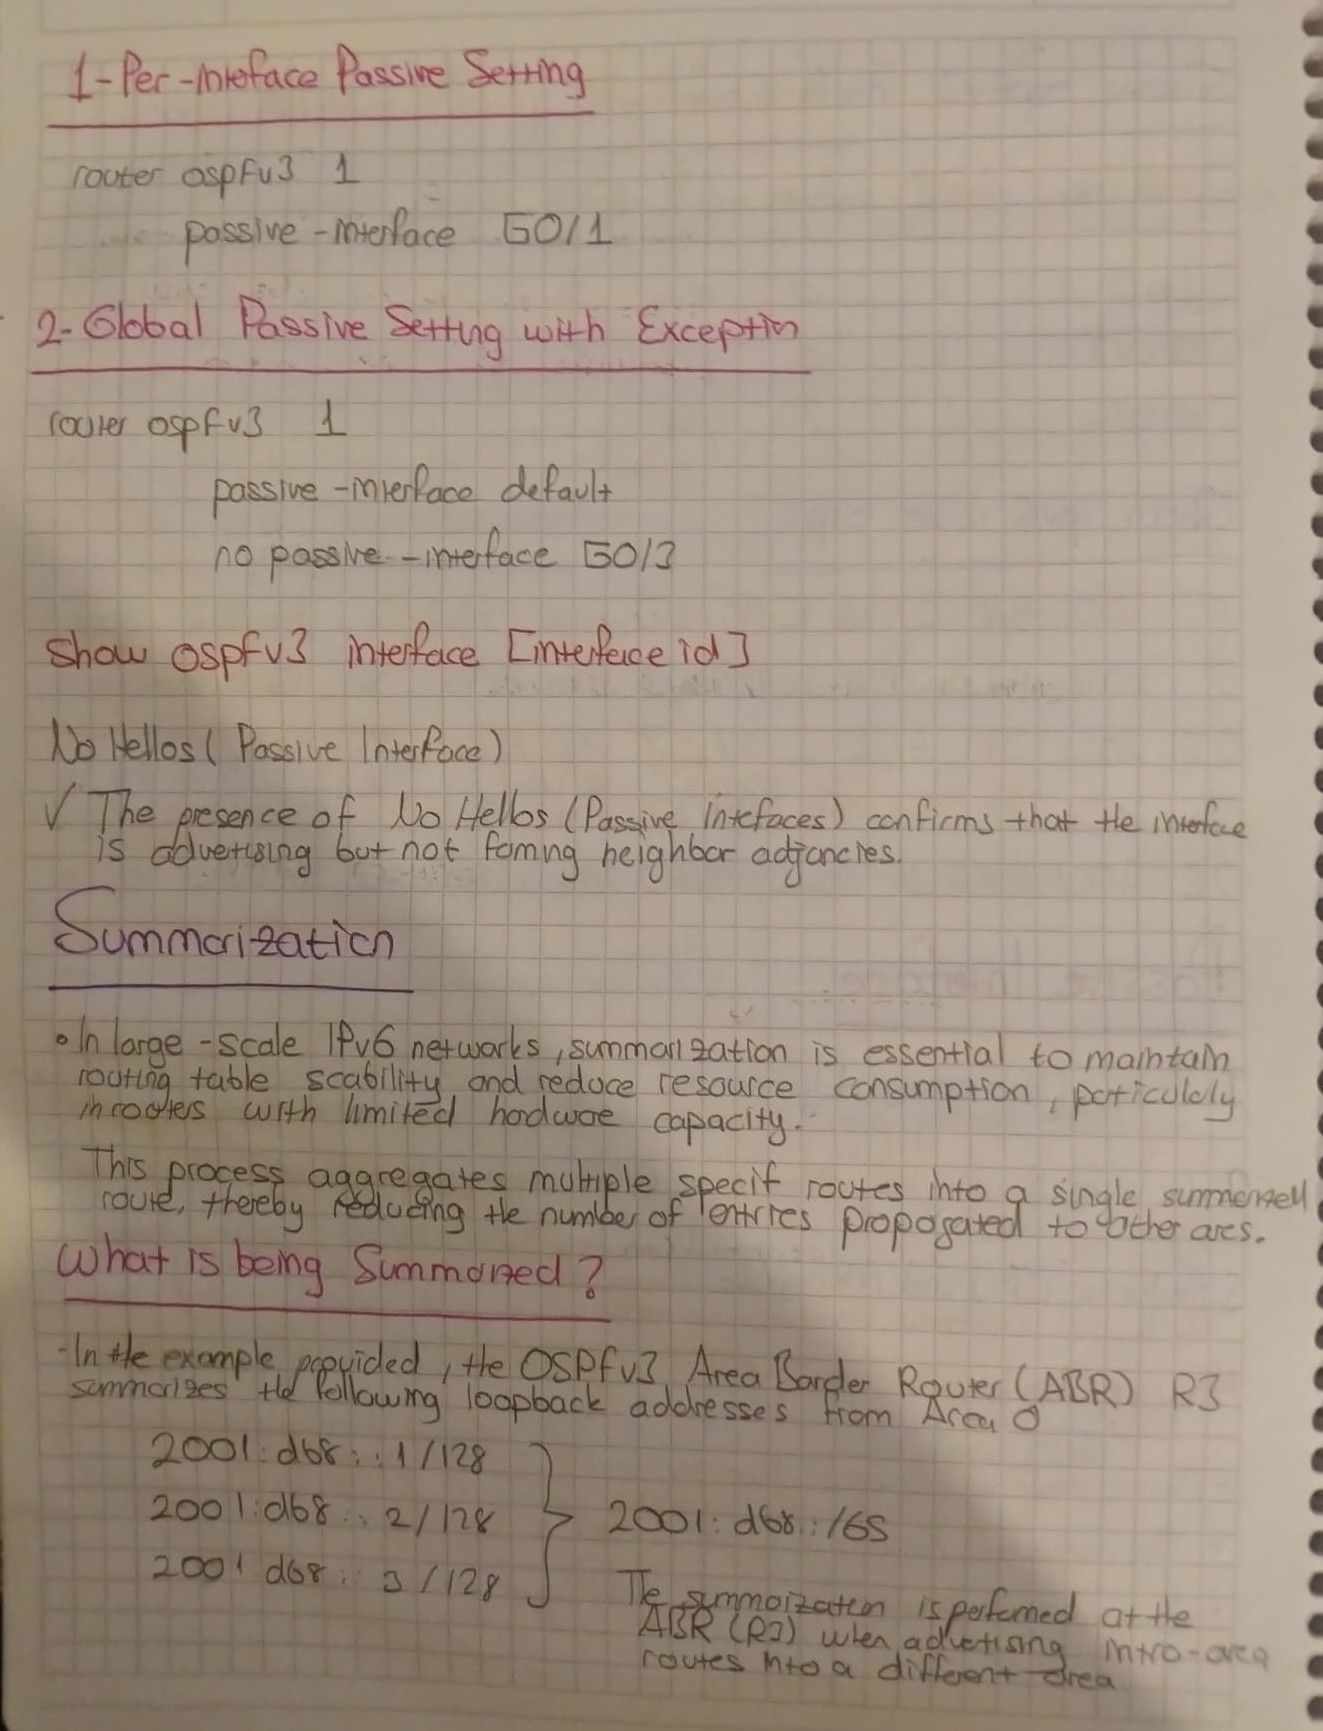 1-Per-inteface Passive Setting
router ospfv3 1
passive-interface G0/1
2-Global Passive Setting with Exception
router ospfv3 1
passive-interface default
no passive-interface G0/3
show ospfv3 interface [interface id]
No Hellos (Passive Interface)
✓ The presence of No Hellos (Passive Intefaces) confirms that the interface
is advertising but not foming neighbor adjancies.
Summarization
• In large-scale IPv6 networks, summarization is essential to maintain
routing table scability and reduce resource consumption, particularly
in routers with limited hardware capacity.
This process aggregates multiple specif routes into a single summarized
route, thereby reducing the number of entries propagated to other areas.
What is being Summarized?
-In the example provided, the OSPFv3 Area Border Router (ABR) R3
summarizes the following loopback addresses from Area 0
2001:db8::1/128
2001:db8::2/128 2001:db8::/65
2001:db8::3/128
The summarization is performed at the
ABR (R3) when advertising intra-area
routes into a different area